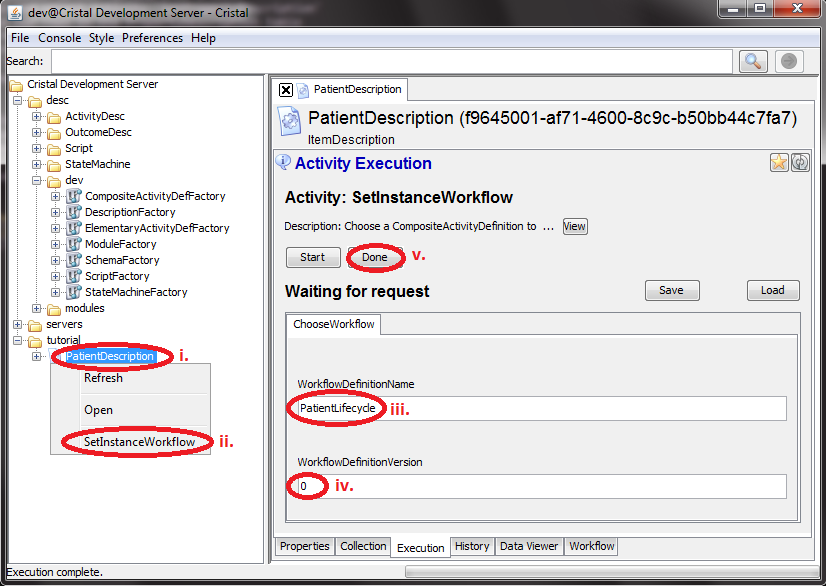 dev@Cristal Development Server - Cristal
File Console Style Preferences Help
Search:
Cristal Development Server
desc
ActivityDesc
OutcomeDesc
Script
StateMachine
dev
CompositeActivityDefFactory
DescriptionFactory
ElementaryActivityDefFactory
ModuleFactory
SchemaFactory
ScriptFactory
StateMachineFactory
modules
servers
tutorial
PatientDescription i.
Refresh
Open
SetInstanceWorkflow ii.
PatientDescription
PatientDescription (f9645001-af71-4600-8c9c-b50bb44c7fa7)
ItemDescription
Activity Execution
Activity: SetInstanceWorkflow
Description: Choose a CompositeActivityDefinition to ... View
Start Done v.
Waiting for request Save Load
ChooseWorkflow
WorkflowDefinitionName
PatientLifecycle iii.
WorkflowDefinitionVersion
0 iv.
Properties Collection Execution History Data Viewer Workflow
Execution complete.